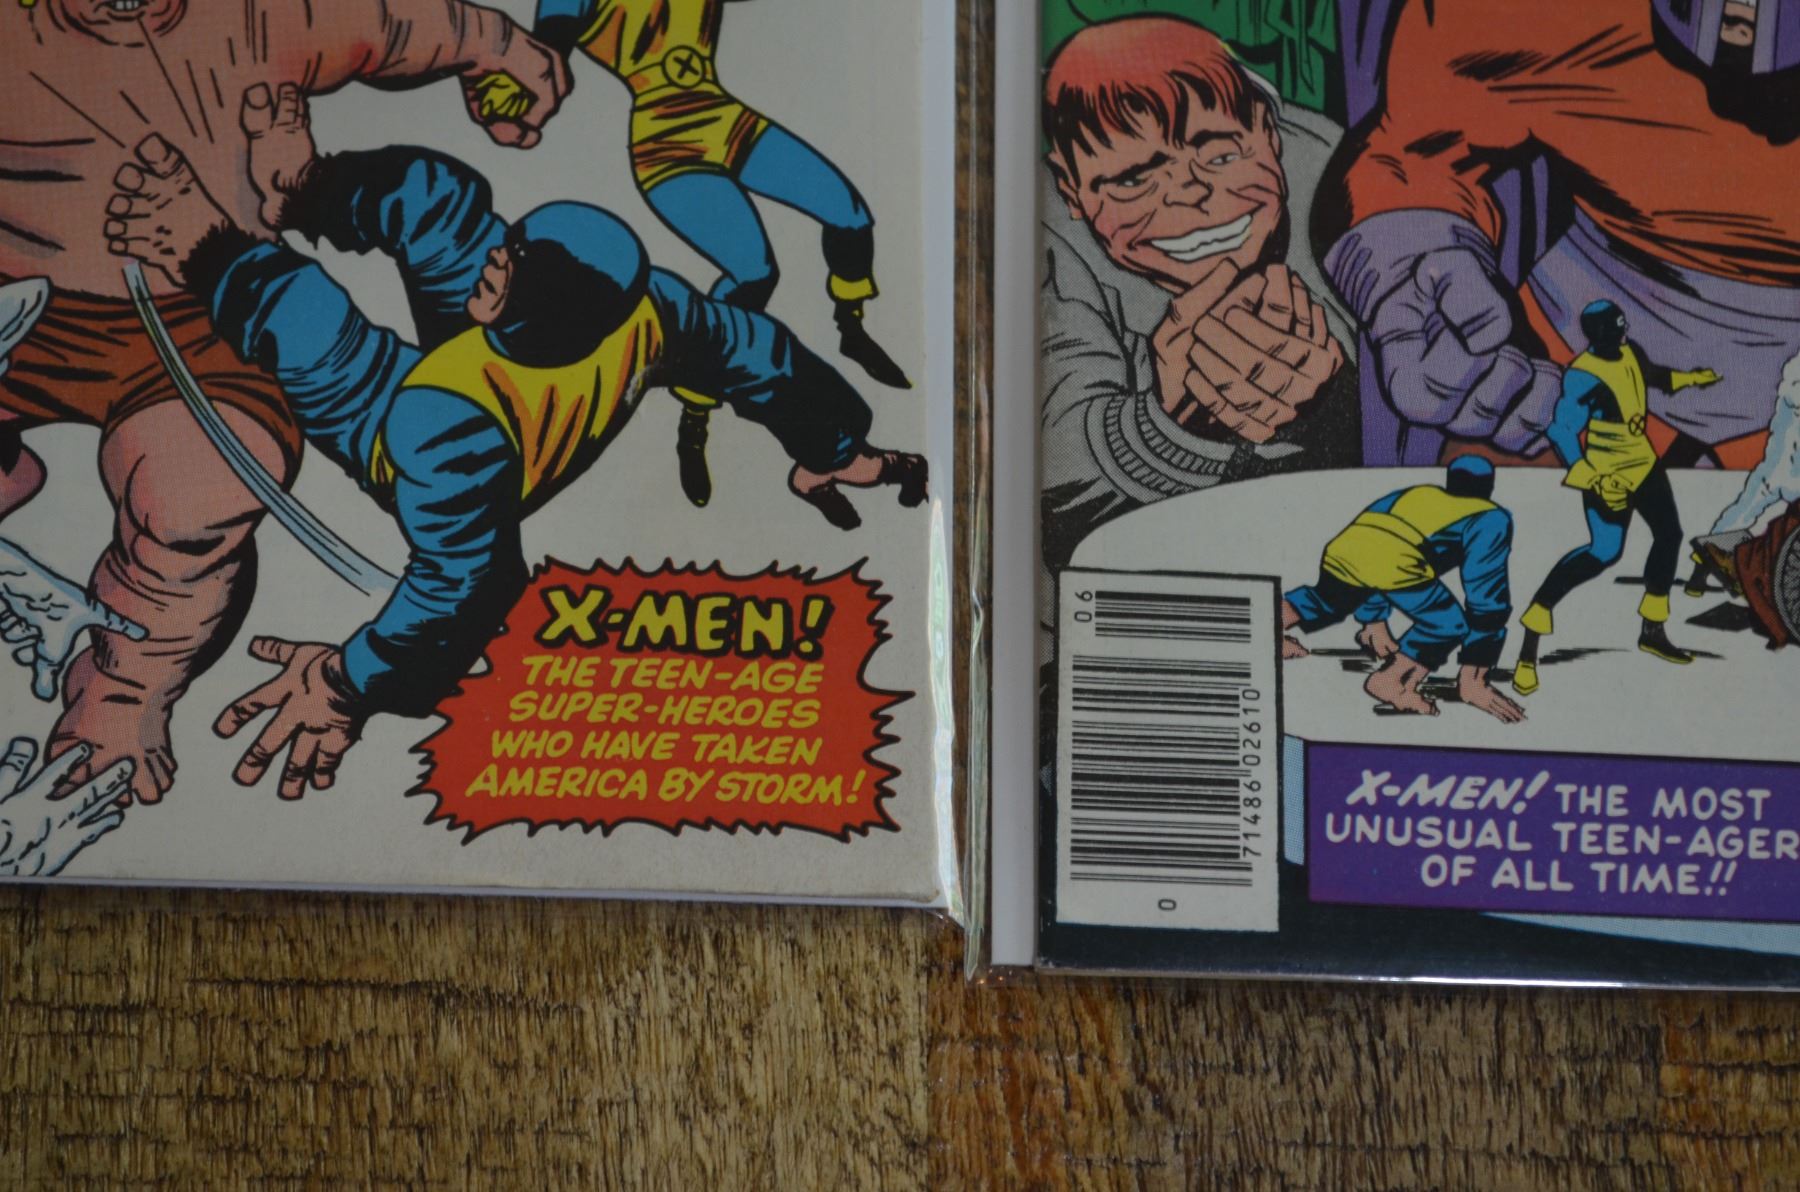 X-MEN!
THE TEEN-AGE
SUPER-HEROES
WHO HAVE TAKEN
AMERICA BY STORM!
06
71486 02610
0
X-MEN! THE MOST
UNUSUAL TEEN-AGER
OF ALL TIME!!